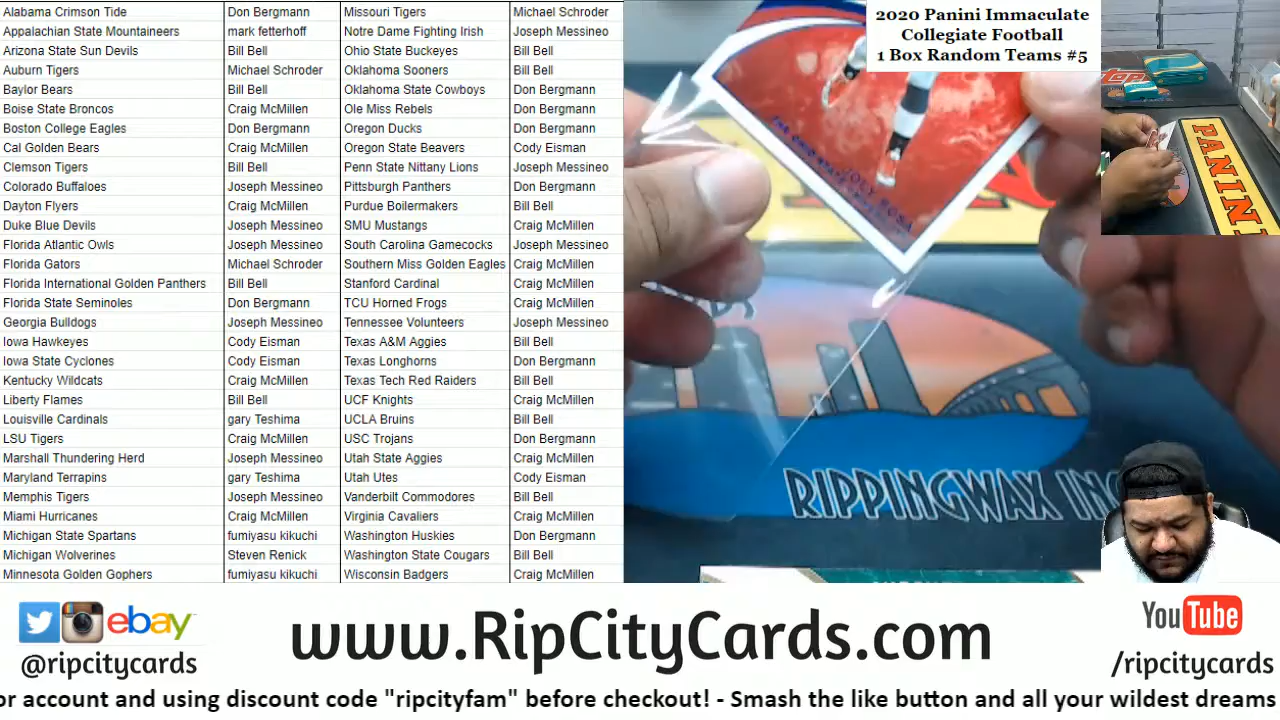 Alabama Crimson Tide Don Bergmann Missouri Tigers Michael Schroder
Appalachian State Mountaineers mark fetterhoff Notre Dame Fighting Irish Joseph Messineo
Arizona State Sun Devils Bill Bell Ohio State Buckeyes Bill Bell
Auburn Tigers Michael Schroder Oklahoma Sooners Bill Bell
Baylor Bears Bill Bell Oklahoma State Cowboys Don Bergmann
Boise State Broncos Craig McMillen Ole Miss Rebels Don Bergmann
Boston College Eagles Don Bergmann Oregon Ducks Don Bergmann
Cal Golden Bears Craig McMillen Oregon State Beavers Cody Eisman
Clemson Tigers Bill Bell Penn State Nittany Lions Joseph Messineo
Colorado Buffaloes Joseph Messineo Pittsburgh Panthers Don Bergmann
Dayton Flyers Craig McMillen Purdue Boilermakers Bill Bell
Duke Blue Devils Joseph Messineo SMU Mustangs Craig McMillen
Florida Atlantic Owls Joseph Messineo South Carolina Gamecocks Joseph Messineo
Florida Gators Michael Schroder Southern Miss Golden Eagles Craig McMillen
Florida International Golden Panthers Bill Bell Stanford Cardinal Craig McMillen
Florida State Seminoles Don Bergmann TCU Horned Frogs Craig McMillen
Georgia Bulldogs Joseph Messineo Tennessee Volunteers Joseph Messineo
Iowa Hawkeyes Cody Eisman Texas A&M Aggies Bill Bell
Iowa State Cyclones Cody Eisman Texas Longhorns Don Bergmann
Kentucky Wildcats Craig McMillen Texas Tech Red Raiders Bill Bell
Liberty Flames Bill Bell UCF Knights Craig McMillen
Louisville Cardinals gary Teshima UCLA Bruins Bill Bell
LSU Tigers Craig McMillen USC Trojans Don Bergmann
Marshall Thundering Herd Joseph Messineo Utah State Aggies Craig McMillen
Maryland Terrapins gary Teshima Utah Utes Cody Eisman
Memphis Tigers Joseph Messineo Vanderbilt Commodores Bill Bell
Miami Hurricanes Craig McMillen Virginia Cavaliers Craig McMillen
Michigan State Spartans fumiyasu kikuchi Washington Huskies Don Bergmann
Michigan Wolverines Steven Renick Washington State Cougars Bill Bell
Minnesota Golden Gophers fumiyasu kikuchi Wisconsin Badgers Craig McMillen
2020 Panini Immaculate
Collegiate Football
1 Box Random Teams #5
PANINI
JOEY BOSA
RIPPINGWAX INC
ebay
@ripcitycards
www.RipCityCards.com
YouTube
/ripcitycards
or account and using discount code "ripcityfam" before checkout! - Smash the like button and all your wildest dreams